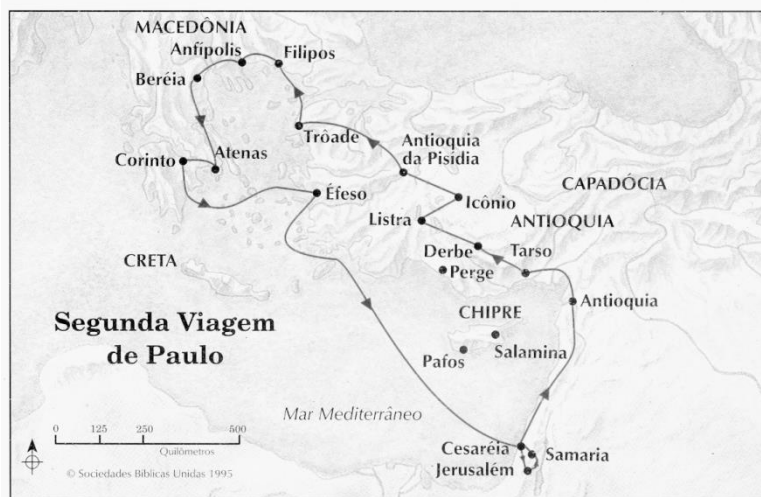 MACEDÔNIA
Anfípolis
Filipos
Beréia
Trôade
Corinto
Atenas
Antioquia
da Pisídia
Éfeso
CAPADÓCIA
Icônio
Listra
ANTIOQUIA
Derbe
Tarso
Perge
CRETA
Antioquia
CHIPRE
Salamina
Pafos
Segunda Viagem
de Paulo
Mar Mediterrâneo
0 125 250 500
Quilômetros
© Sociedades Bíblicas Unidas 1995
Cesaréia
Samaria
Jerusalém